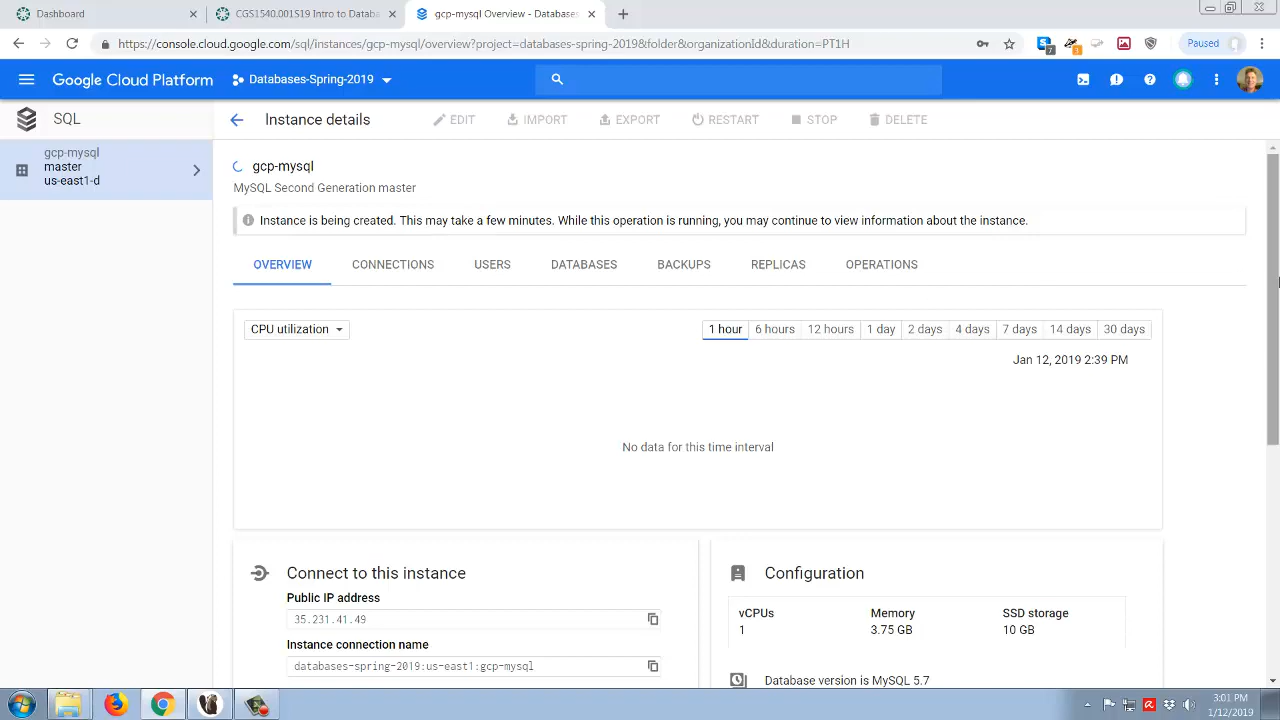 Dashboard
CGS1540.001S19 Intro to Databa
gcp-mysql Overview - Databases
https://console.cloud.google.com/sql/instances/gcp-mysql/overview?project=databases-spring-2019&folder&organizationId&duration=PT1H
7
1
Paused
Google Cloud Platform
Databases-Spring-2019
SQL
Instance details
EDIT
IMPORT
EXPORT
RESTART
STOP
DELETE
gcp-mysql
master
us-east1-d
gcp-mysql
MySQL Second Generation master
Instance is being created. This may take a few minutes. While this operation is running, you may continue to view information about the instance.
OVERVIEW
CONNECTIONS
USERS
DATABASES
BACKUPS
REPLICAS
OPERATIONS
CPU utilization
1 hour
6 hours
12 hours
1 day
2 days
4 days
7 days
14 days
30 days
Jan 12, 2019 2:39 PM
No data for this time interval
Connect to this instance
Public IP address
35.231.41.49
Instance connection name
databases-spring-2019:us-east1:gcp-mysql
Configuration
vCPUs
Memory
SSD storage
1
3.75 GB
10 GB
Database version is MySQL 5.7
3:01 PM
1/12/2019